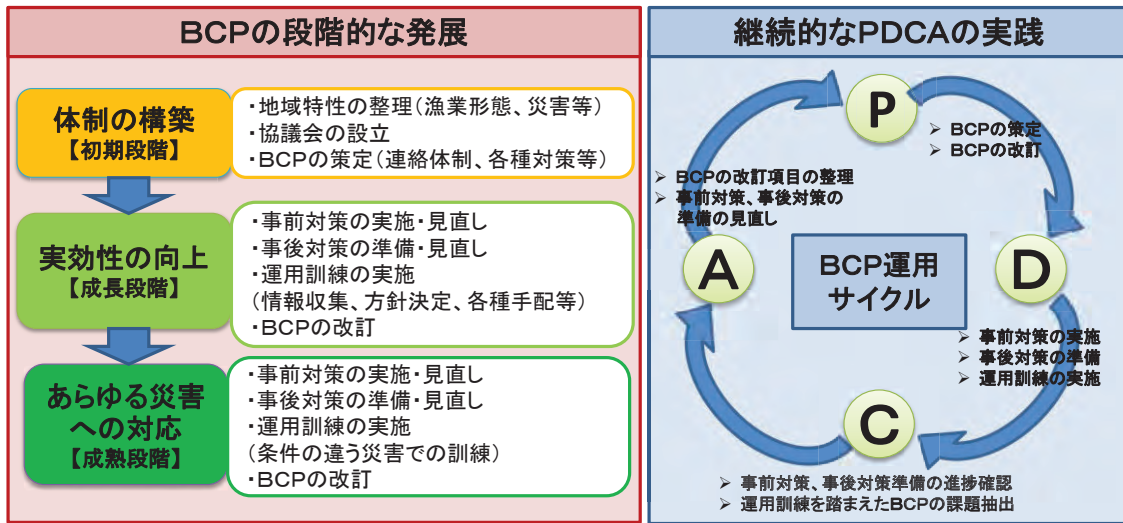 BCPの段階的な発展
体制の構築
【初期段階】
・地域特性の整理(漁業形態、災害等)
・協議会の設立
・BCPの策定(連絡体制、各種対策等)
実効性の向上
【成長段階】
・事前対策の実施・見直し
・事後対策の準備・見直し
・運用訓練の実施
(情報収集、方針決定、各種手配等)
・BCPの改訂
あらゆる災害
への対応
【成熟段階】
・事前対策の実施・見直し
・事後対策の準備・見直し
・運用訓練の実施
(条件の違う災害での訓練)
・BCPの改訂
継続的なPDCAの実践
P
➢ BCPの策定
➢ BCPの改訂
➢ BCPの改訂項目の整理
➢ 事前対策、事後対策の
準備の見直し
A
BCP運用
サイクル
D
➢ 事前対策の実施
➢ 事後対策の準備
➢ 運用訓練の実施
C
➢ 事前対策、事後対策準備の進捗確認
➢ 運用訓練を踏まえたBCPの課題抽出